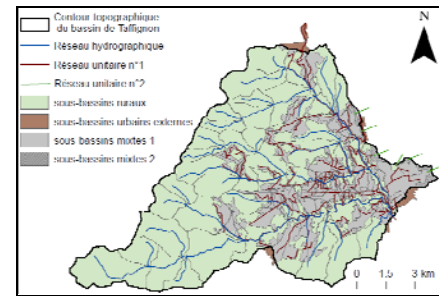 Contour topographique
du bassin de Taffignon
Réseau hydrographique
Réseau unitaire n°1
Réseau unitaire n°2
sous-bassins ruraux
sous-bassins urbains externes
sous bassins mixtes 1
sous-bassins mixtes 2
N
0 1.5 3 km